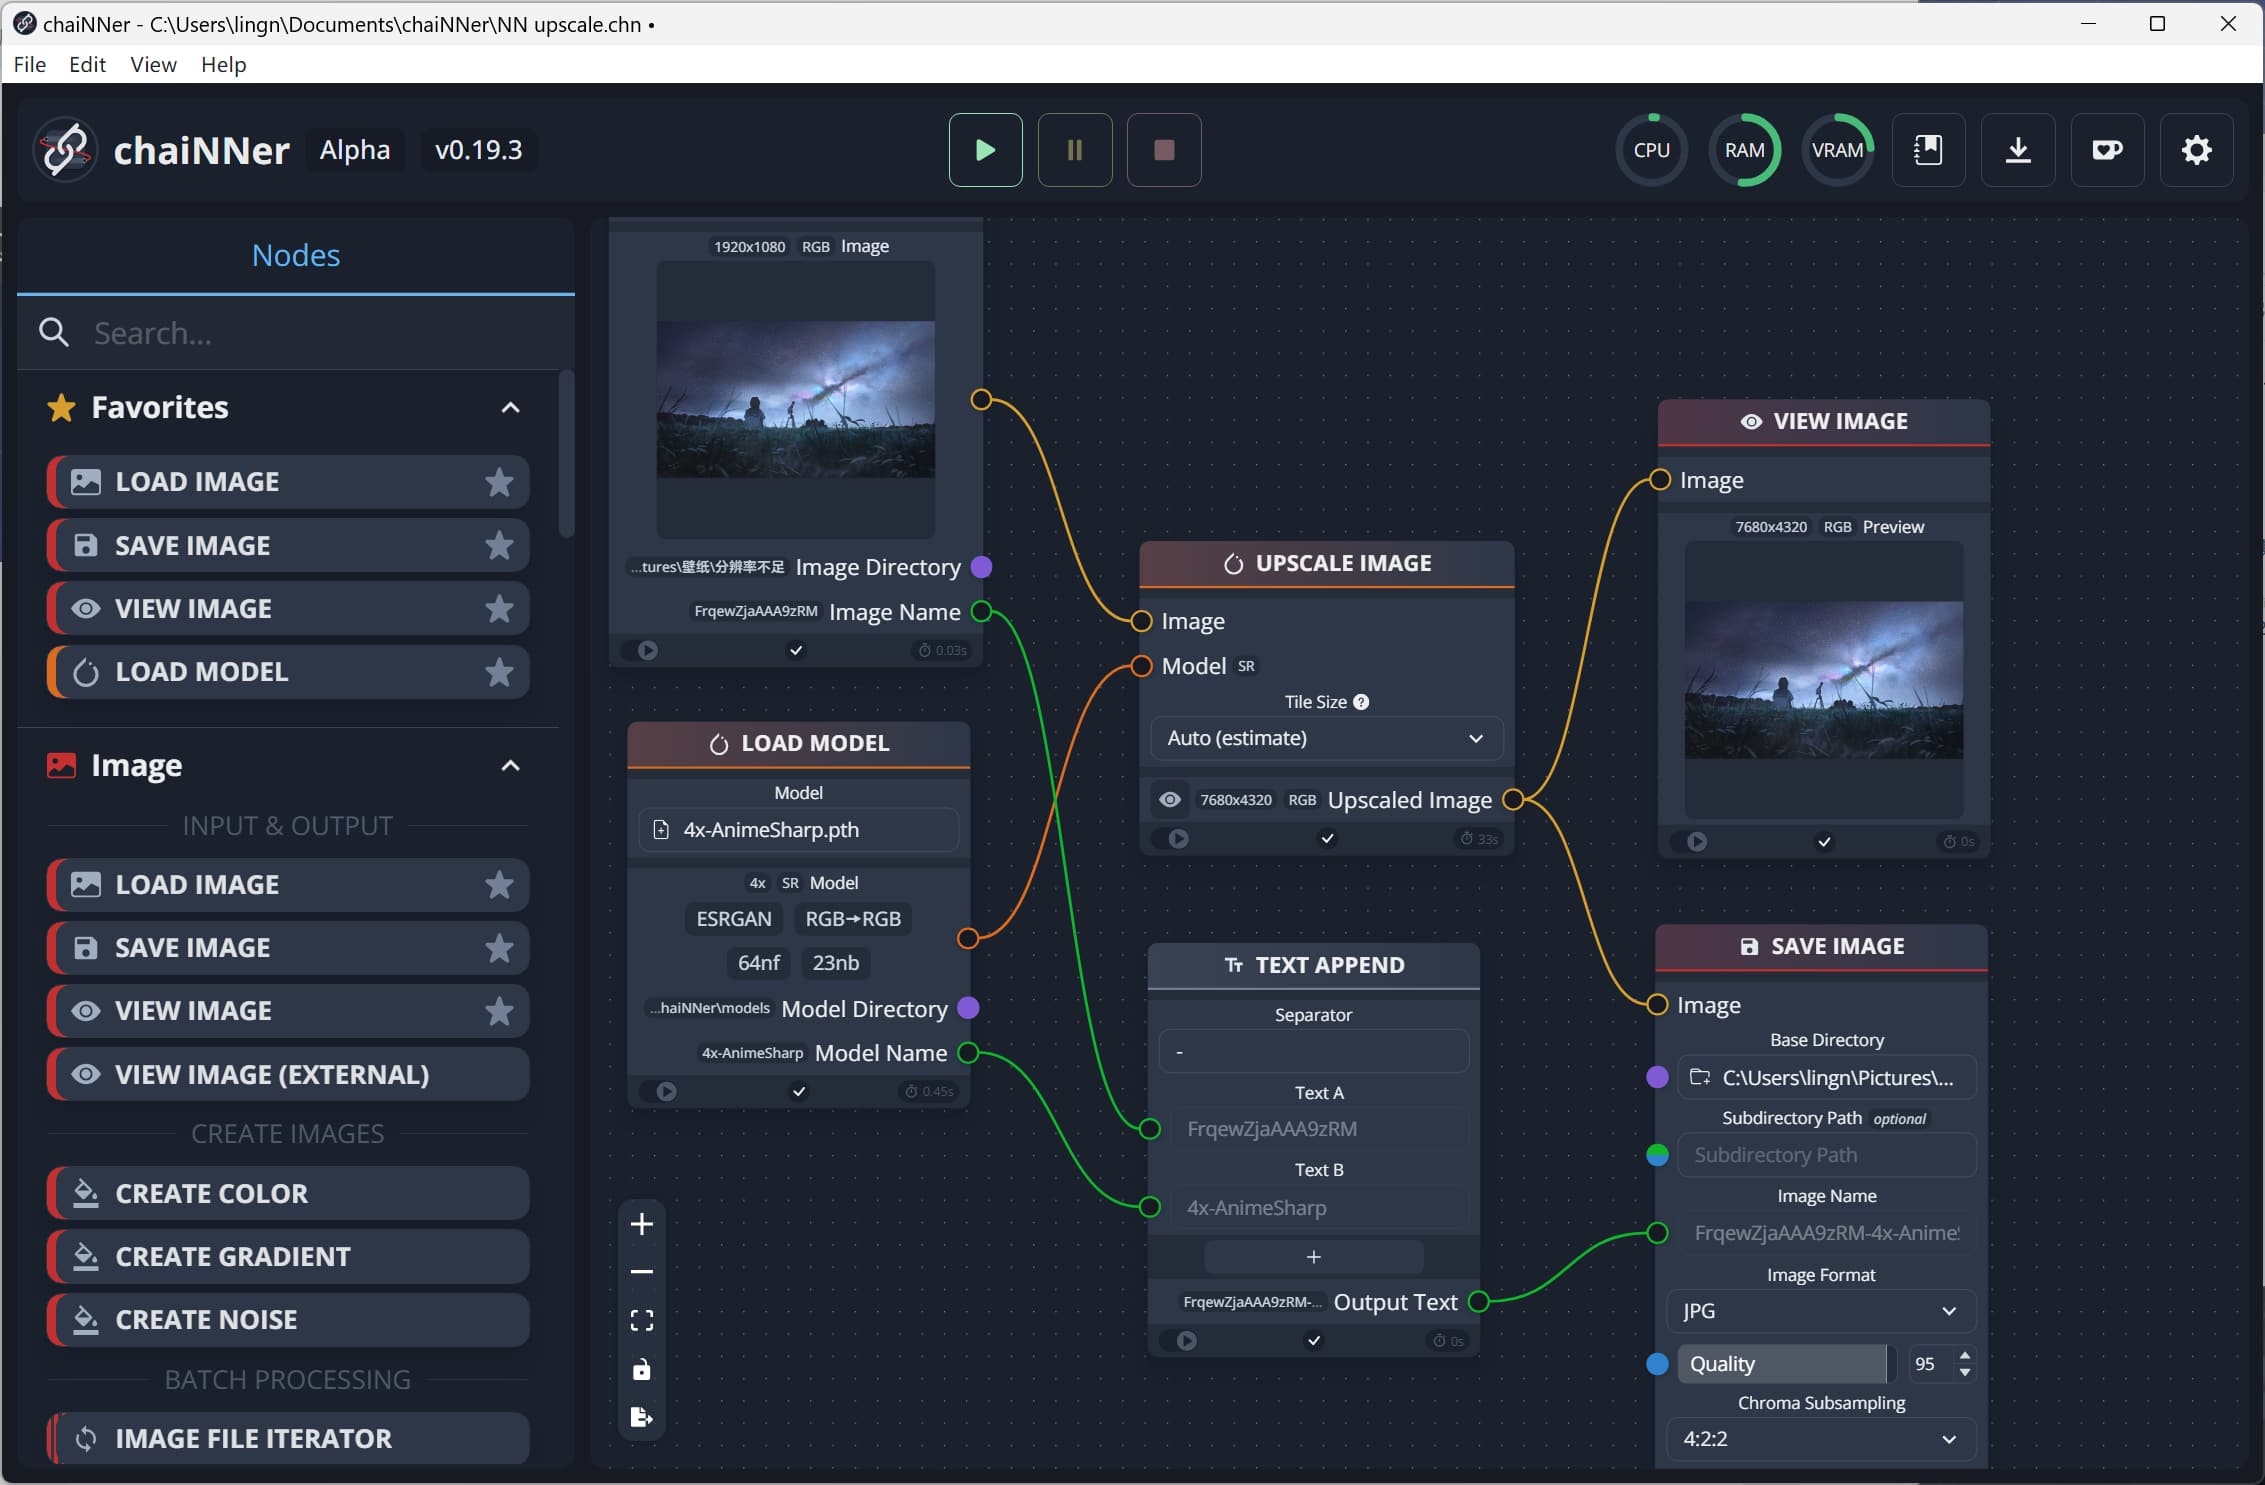 chaiNNer - C:\Users\lingn\Documents\chaiNNer\NN upscale.chn •
File Edit View Help
chaiNNer Alpha v0.19.3
CPU RAM VRAM
Nodes
Search...
Favorites
LOAD IMAGE
SAVE IMAGE
VIEW IMAGE
LOAD MODEL
Image
INPUT & OUTPUT
LOAD IMAGE
SAVE IMAGE
VIEW IMAGE
VIEW IMAGE (EXTERNAL)
CREATE IMAGES
CREATE COLOR
CREATE GRADIENT
CREATE NOISE
BATCH PROCESSING
IMAGE FILE ITERATOR
1920x1080 RGB Image
...tures\壁纸\分辨率不足 Image Directory
FrqewZjaAAA9zRM Image Name
0.03s
LOAD MODEL
Model
4x-AnimeSharp.pth
4x SR Model
ESRGAN RGB→RGB
64nf 23nb
...haiNNer\models Model Directory
4x-AnimeSharp Model Name
0.45s
UPSCALE IMAGE
Image
Model SR
Tile Size ?
Auto (estimate)
7680x4320 RGB Upscaled Image
33s
TEXT APPEND
Separator
-
Text A
FrqewZjaAAA9zRM
Text B
4x-AnimeSharp
+
FrqewZjaAAA9zRM-... Output Text
0s
VIEW IMAGE
Image
7680x4320 RGB Preview
0s
SAVE IMAGE
Image
Base Directory
C:\Users\lingn\Pictures\...
Subdirectory Path optional
Subdirectory Path
Image Name
FrqewZjaAAA9zRM-4x-Anime
Image Format
JPG
Quality 95
Chroma Subsampling
4:2:2